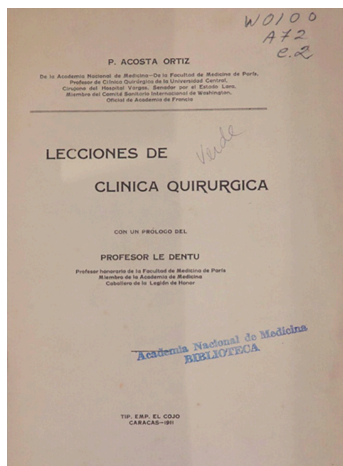 WO100
A72
c.2
P. ACOSTA ORTIZ
De la Academia Nacional de Medicina—De la Facultad de Medicina de París,
Profesor de Clínica Quirúrgica de la Universidad Central,
Cirujano del Hospital Vargas, Senador por el Estado Lara,
Miembro del Comité Sanitario Internacional de Washington,
Oficial de Academia de Francia
LECCIONES DE
Verde
CLINICA QUIRURGICA
CON UN PRÓLOGO DEL
PROFESOR LE DENTU
Profesor honorario de la Facultad de Medicina de París
Miembro de la Academia de Medicina
Caballero de la Legión de Honor
Academia Nacional de Medicina
BIBLIOTECA
TIP. EMP. EL COJO
CARACAS—1911